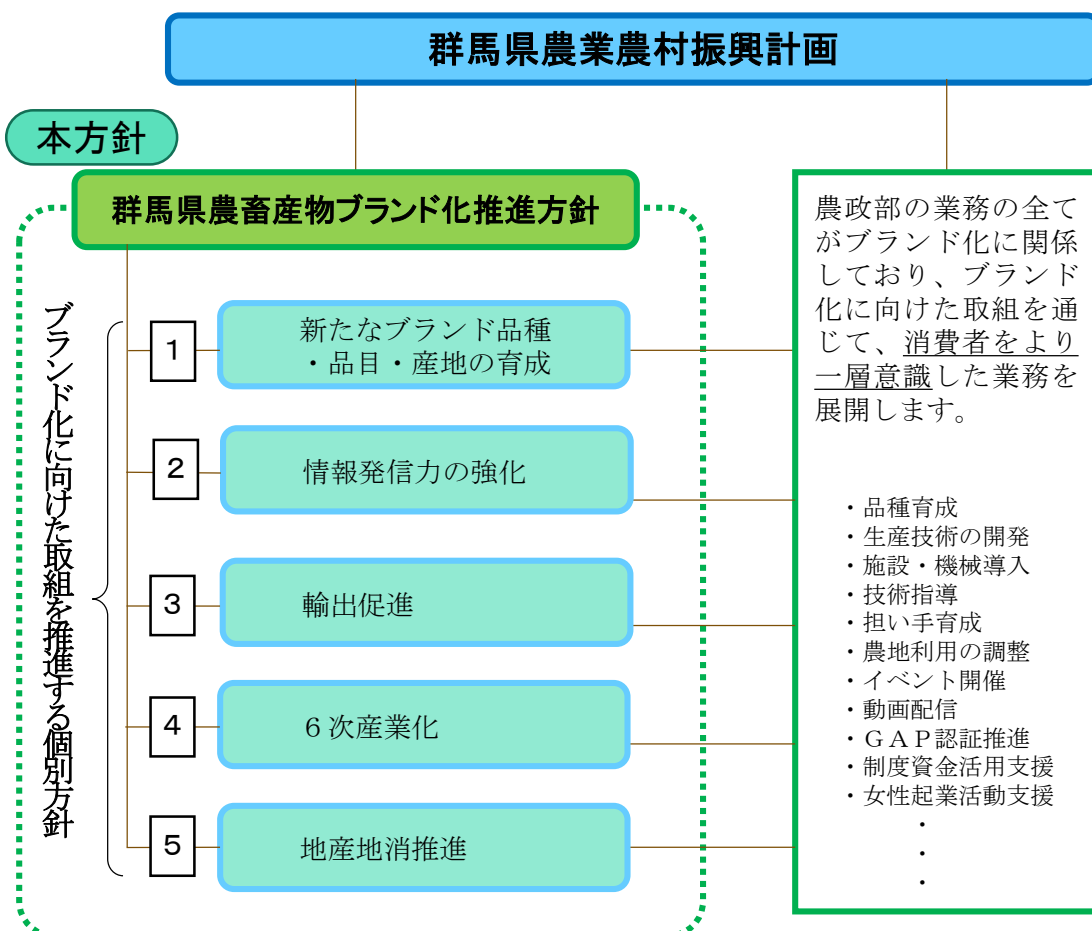 群馬県農業農村振興計画
本方針
群馬県農畜産物ブランド化推進方針
ブランド化に向けた取組を推進する個別方針
1
新たなブランド品種
・品目・産地の育成
2
情報発信力の強化
3
輸出促進
4
６次産業化
5
地産地消推進
農政部の業務の全て
がブランド化に関係
しており、ブランド
化に向けた取組を通
じて、消費者をより
一層意識した業務を
展開します。
・品種育成
・生産技術の開発
・施設・機械導入
・技術指導
・担い手育成
・農地利用の調整
・イベント開催
・動画配信
・ＧＡＰ認証推進
・制度資金活用支援
・女性起業活動支援
・
・
・